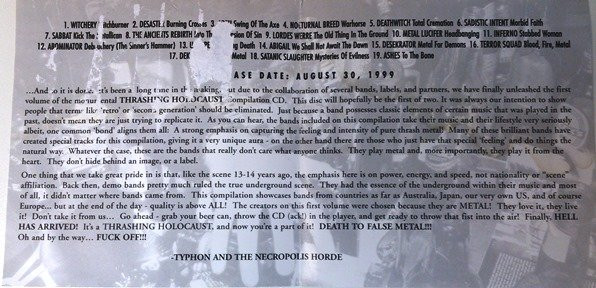 1. WITCHERY Witchburner 2. DESASTER Burning Crosses 3. Swing Of The Axe 4. NOCTURNAL BREED Warhorse 5. DEATHWITCH Total Cremation 6. SADISTIC INTENT Morbid Faith
7. SABBAT Kick The 8. THE ANCIENTS REBIRTH Of Sin 9. LORDES WERRE The Old Thing In The Ground 10. METAL LUCIFER Headbanging 11. INFERNO Stabbed Woman
12. ABOMINATOR Debauchery (The Sinner's Hammer) 13. Dead 14. ABIGAIL We Shall Not Await The Dawn 15. DESEKRATOR Metal For Demons 16. TERROR SQUAD Blood, Fire, Metal
17. Metal 18. SATANIC SLAUGHTER Mysteries Of Evilness 19. ASHES To The Bone
ASE DATE: AUGUST 30, 1999
...And so it is done. It's been a long time in the making, but due to the collaboration of several bands, labels, and partners, we have finally unleashed the first
volume of the monumental THRASHING HOLOCAUST compilation CD. This disc will hopefully be the first of two. It was always our intention to show
people that terms like 'retro' or 'second generation' should be eliminated. Just because a band possesses classic elements of certain music that was played in the
past, doesn't mean they are just trying to replicate it. As you can hear, the bands included on this compilation take their music and their lifestyle very seriously
albeit, one common 'bond' aligns them all: A strong emphasis on capturing the feeling and intensity of pure thrash metal! Many of these brilliant bands have
created special tracks for this compilation, giving it a very unique aura - on the other hand there are those who just have that special 'feeling' and do things the
natural way. Whatever the case, these are the bands that really don't care what anyone thinks. They play metal and, more importantly, they play it from the
heart. They don't hide behind an image, or a label.
One thing that we take great pride in is that, like the scene 13-14 years ago, the emphasis here is on power, energy, and speed, not nationality or "scene"
affiliation. Back then, demo bands pretty much ruled the true underground scene. They had the essence of the underground within their music and most
of all, it didn't matter where bands came from. This compilation showcases bands from countries as far as Australia, Japan, our very own US, and of course
Europe... but at the end of the day - quality is above ALL! The creators on this first volume were chosen because they are METAL! They love it, they live
it! Don't take it from us... Go ahead - grab your beer can, throw the CD (ack!) in the player, and get ready to throw that fist into the air! Finally, HELL
HAS ARRIVED! It's a THRASHING HOLOCAUST, and now you're a part of it! DEATH TO FALSE METAL!!!
Oh and by the way... FUCK OFF!!!
-TYPHON AND THE NECROPOLIS HORDE